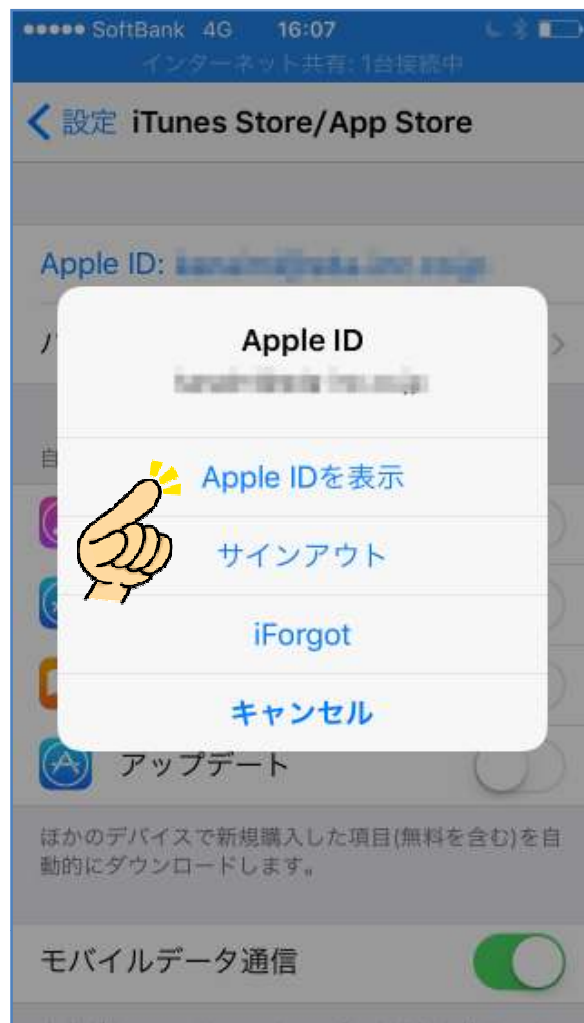 SoftBank 4G 16:07
インターネット共有: 1台接続中
設定 iTunes Store/App Store
Apple ID:
パ
Apple ID
自
Apple IDを表示
サインアウト
iForgot
キャンセル
アップデート
ほかのデバイスで新規購入した項目(無料を含む)を自
動的にダウンロードします。
モバイルデータ通信